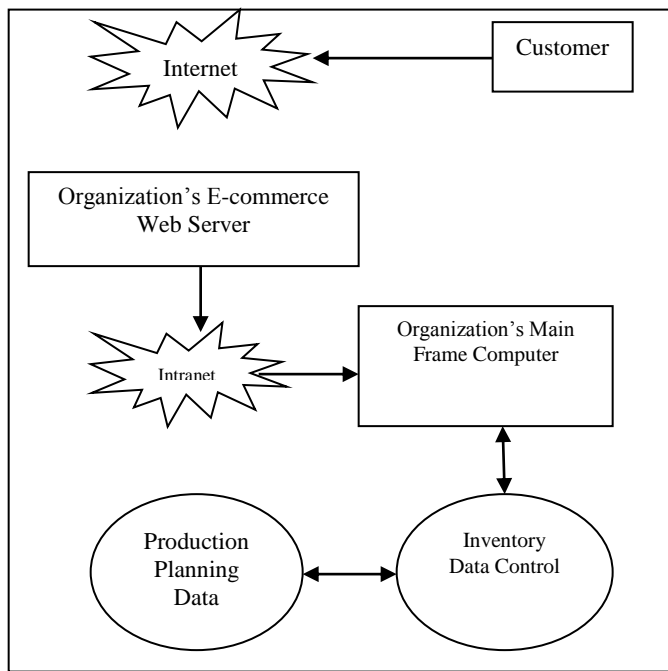 Internet
Customer
Organization’s E-commerce
Web Server
Intranet
Organization’s Main
Frame Computer
Production
Planning
Data
Inventory
Data Control